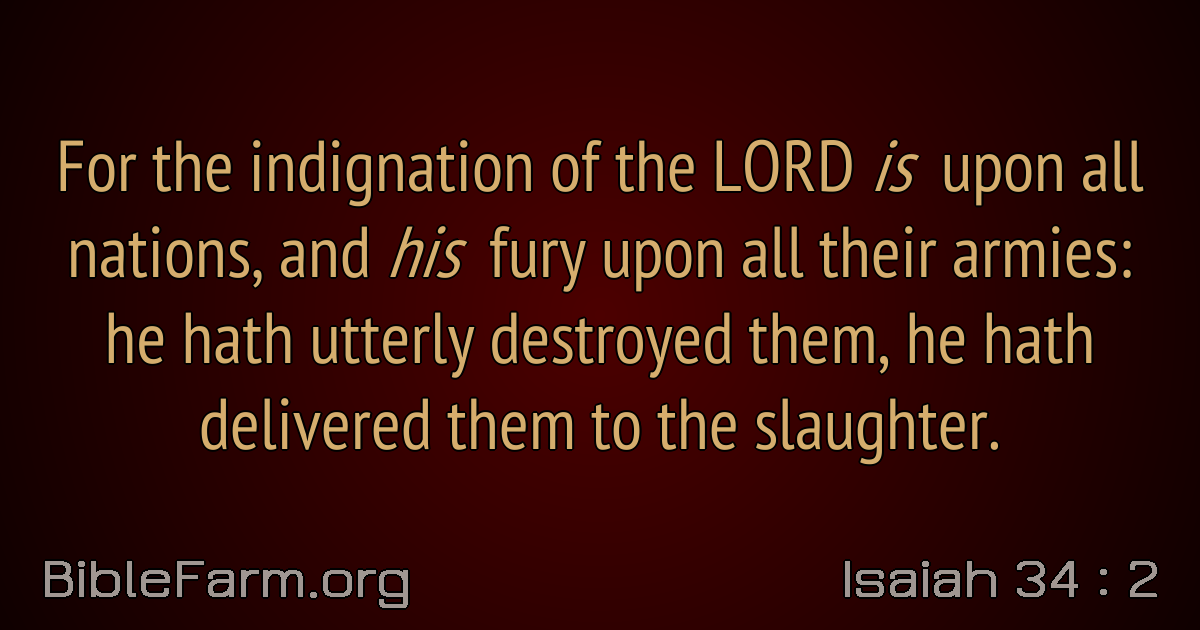 For the indignation of the LORD is upon all
nations, and his fury upon all their armies:
he hath utterly destroyed them, he hath
delivered them to the slaughter.
BibleFarm.org
Isaiah 34 : 2